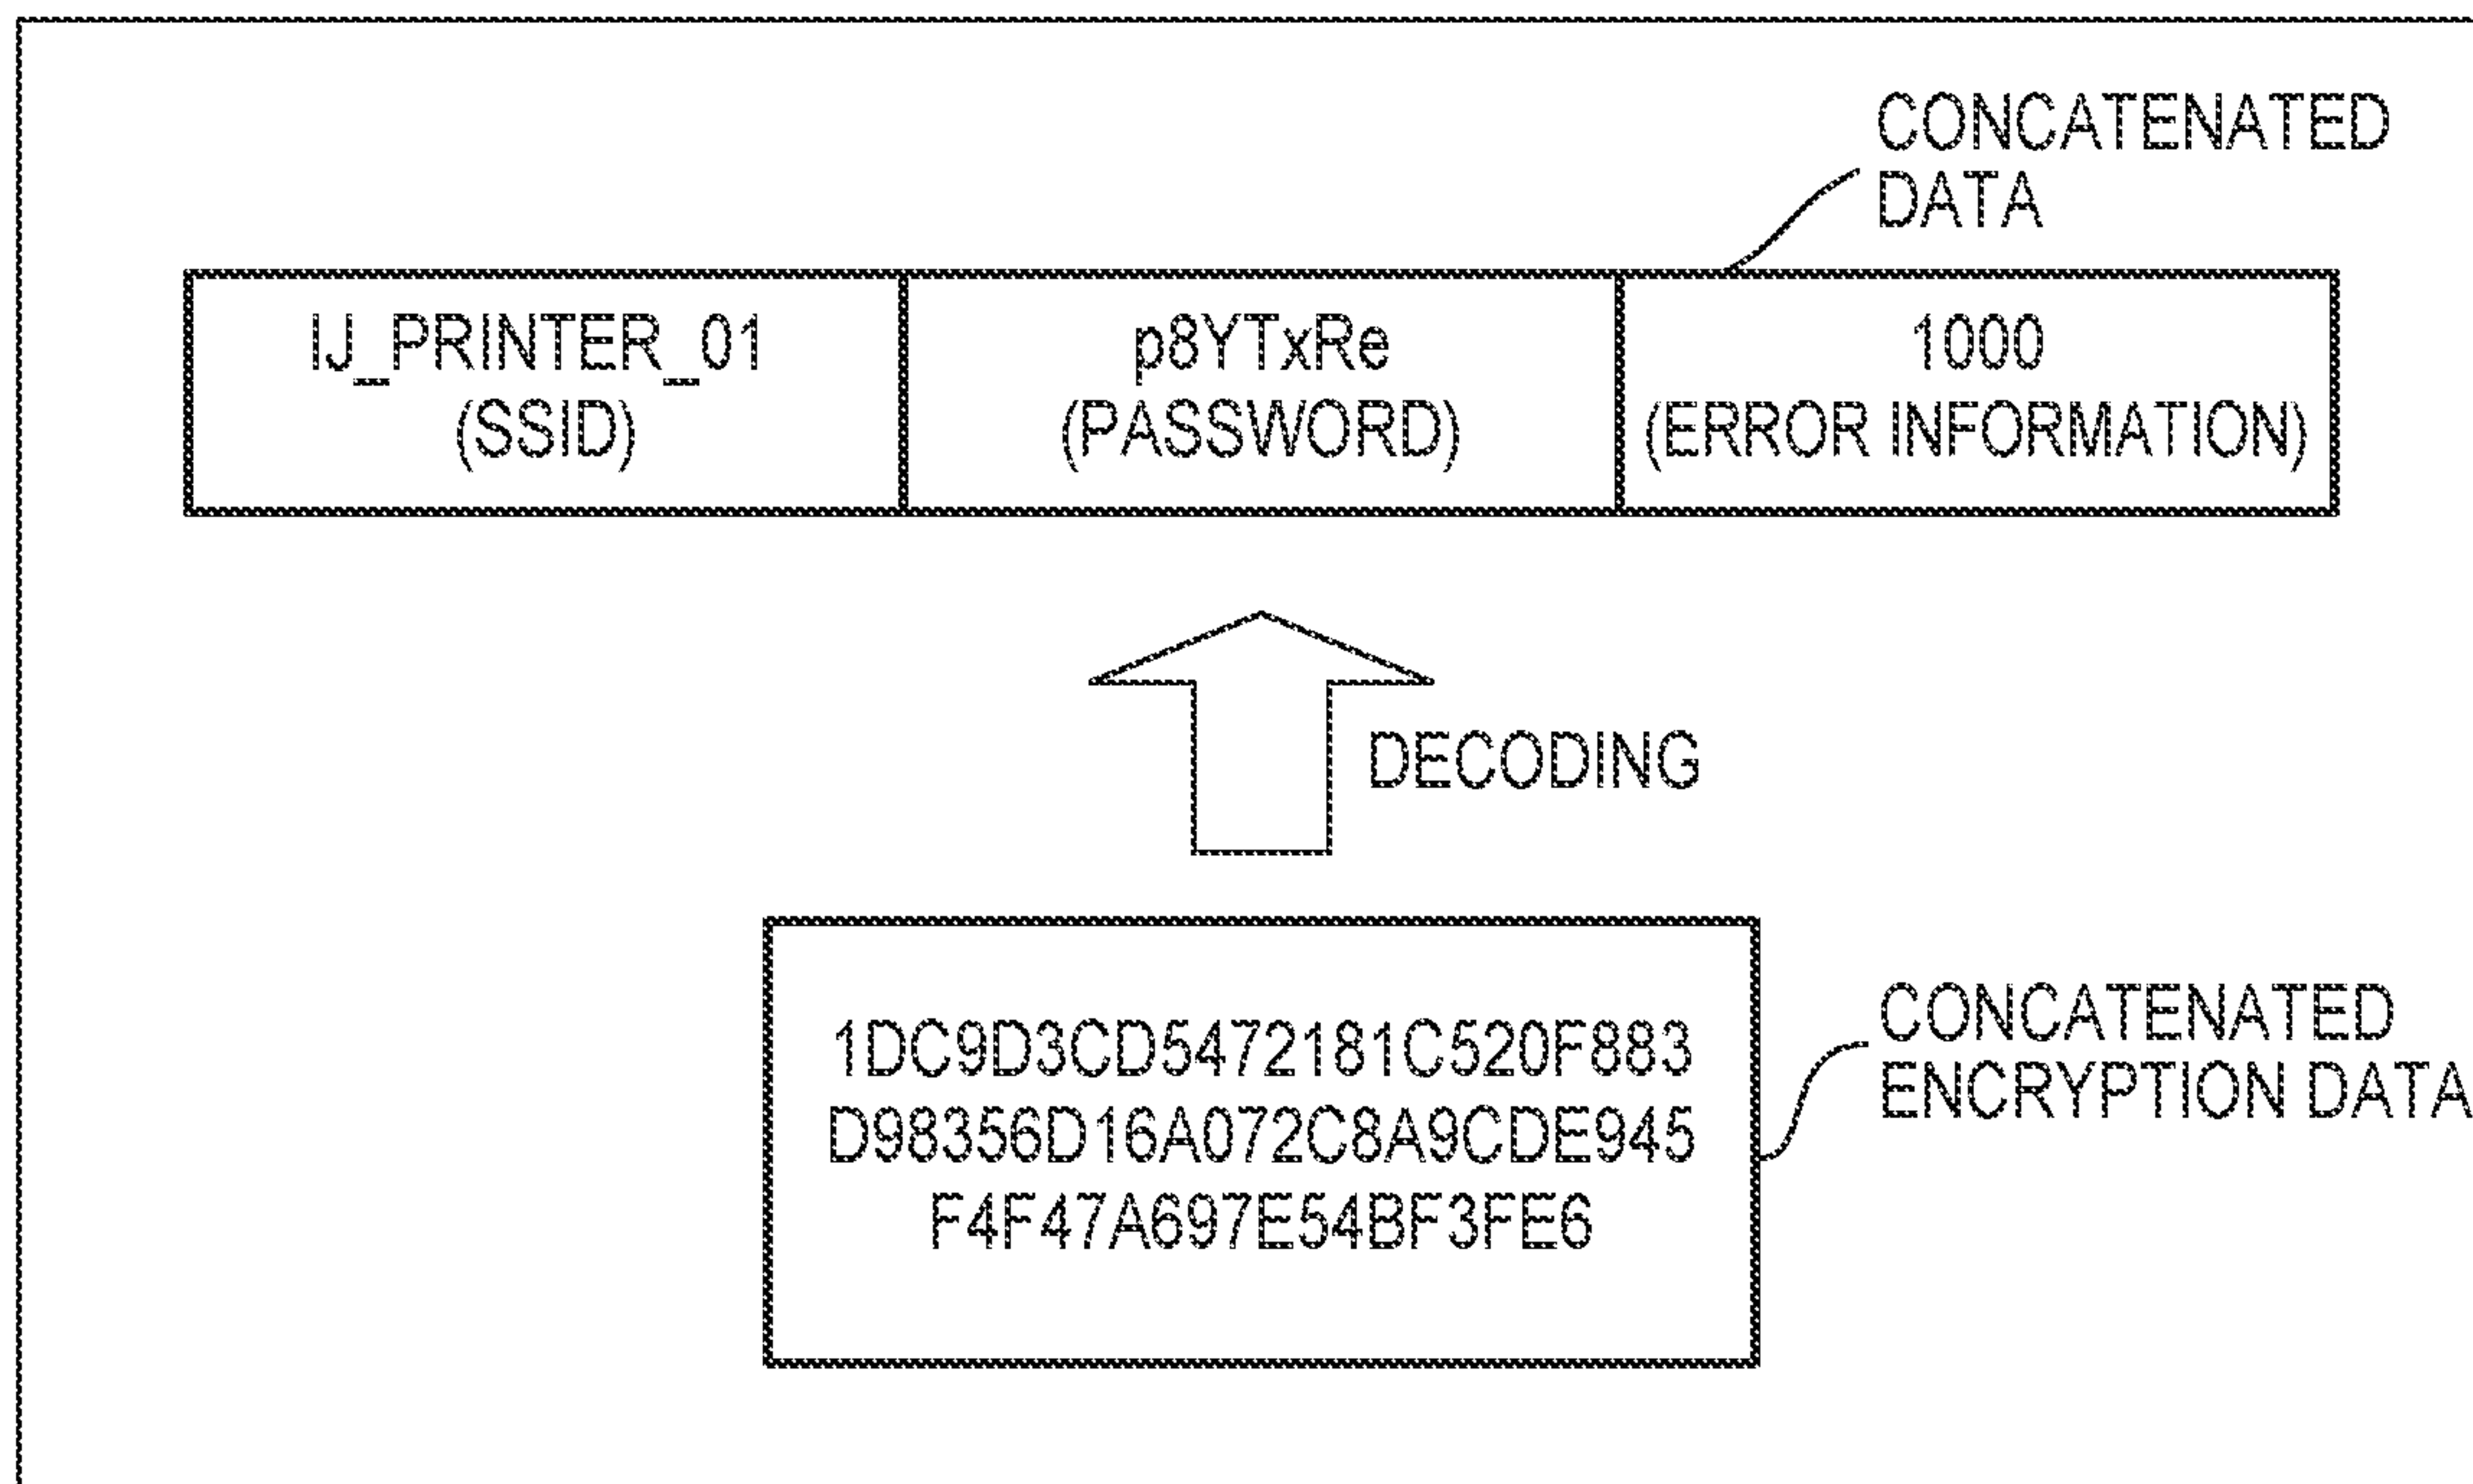 CONCATENATED
DATA
IJ_PRINTER_01
(SSID)
p8YTxRe
(PASSWORD)
1000
(ERROR INFORMATION)
DECODING
1DC9D3CD5472181C520F883
D98356D16A072C8A9CDE945
F4F47A697E54BF3FE6
CONCATENATED
ENCRYPTION DATA